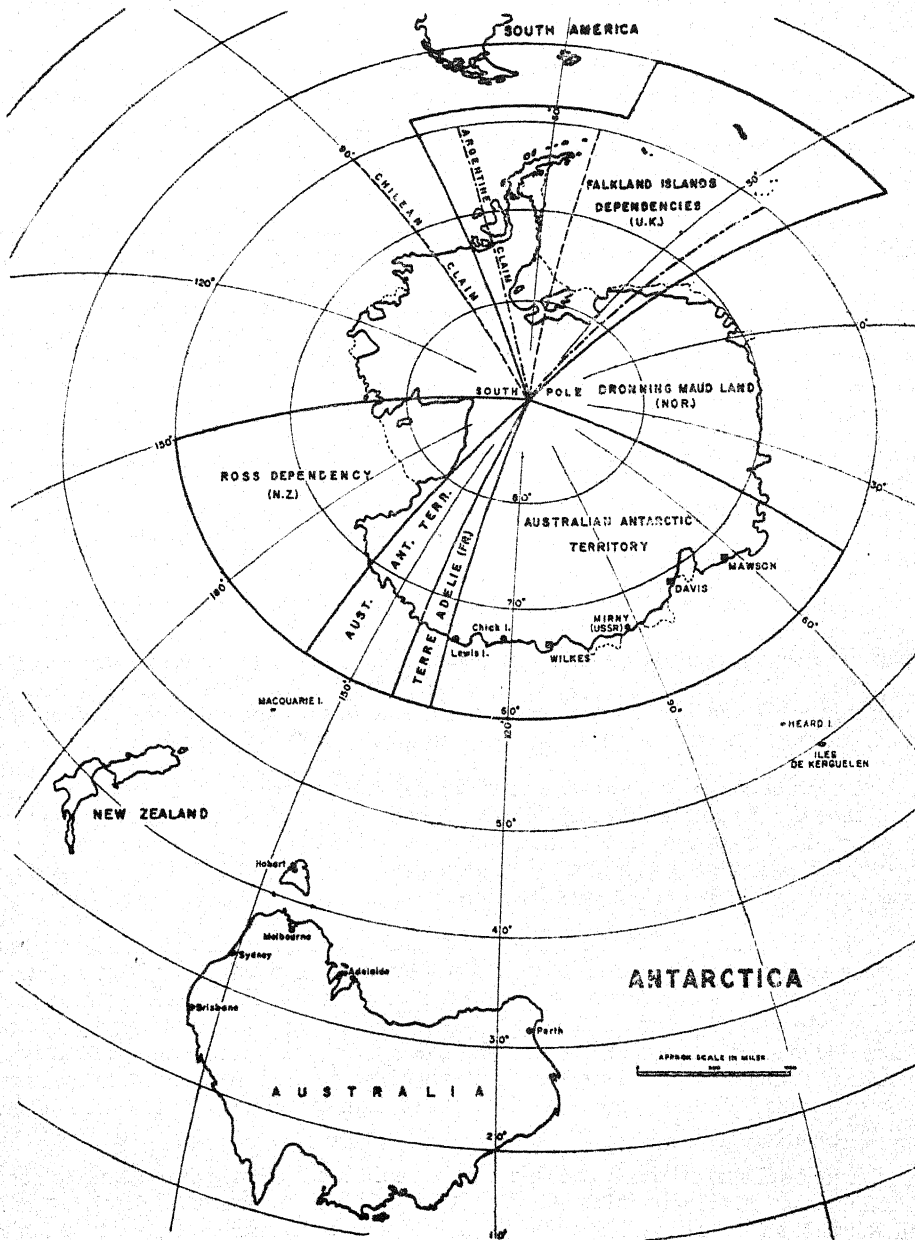 SOUTH AMERICA
90°
60°
50°
CHILEAN
CLAIM
ARGENTINE
CLAIM
FALKLAND ISLANDS
DEPENDENCIES
(U.K.)
120°
0°
SOUTH POLE
DRONNING MAUD LAND
(NOR.)
150°
30°
ROSS DEPENDENCY
(N.Z.)
80°
AUST. ANT. TERR.
TERRE ADELIE (FR.)
AUSTRALIAN ANTARCTIC
TERRITORY
MAWSON
DAVIS
180°
70°
60°
MIRNY
(USSR)
Chick I.
Lewis I.
WILKES
150°
60°
120°
90°
MACQUARIE I.
HEARD I.
ILES
DE KERGUELEN
NEW ZEALAND
50°
Hobart
40°
Melbourne
Sydney
Adelaide
ANTARCTICA
Brisbane
Perth
30°
APPROX SCALE IN MILES
AUSTRALIA
20°
10°